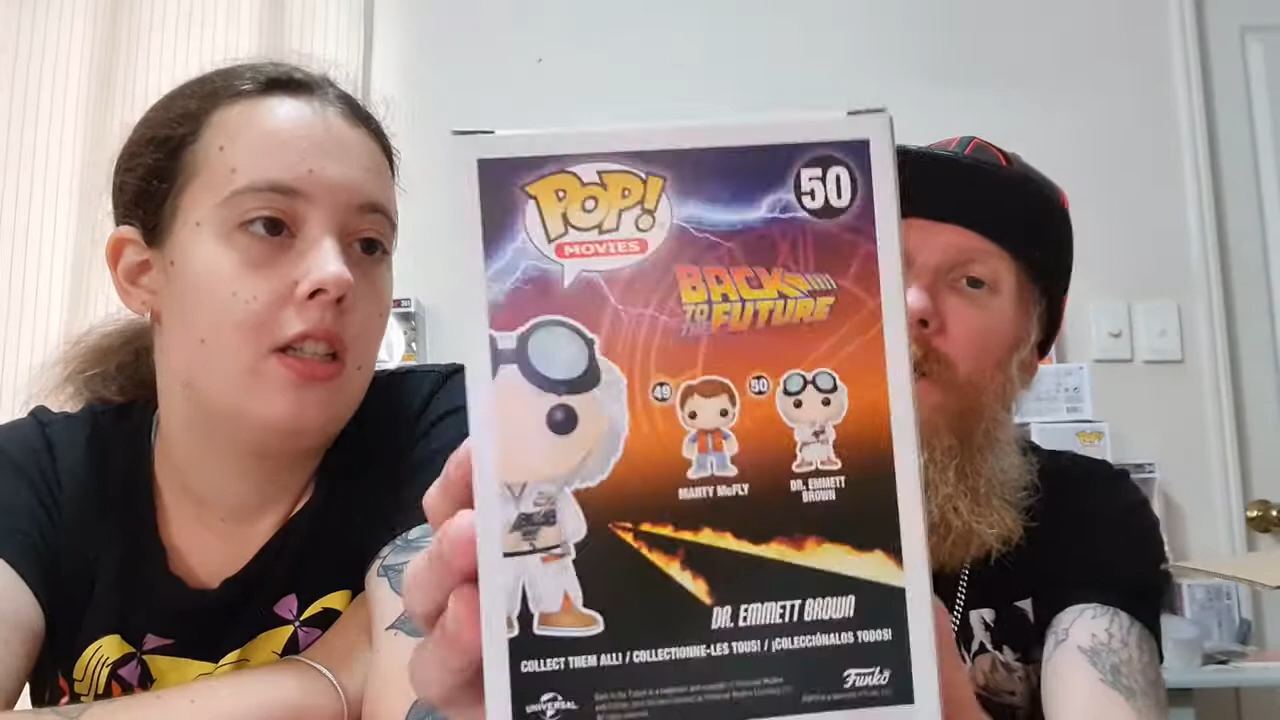 POP!
MOVIES
50
BACK
TO THE FUTURE
49
50
MARTY McFLY
DR. EMMETT
BROWN
DR. EMMETT BROWN
COLLECT THEM ALL! / COLLECTIONNE-LES TOUS! / ¡COLECCIÓNALOS TODOS!
UNIVERSAL
Funko
POP!